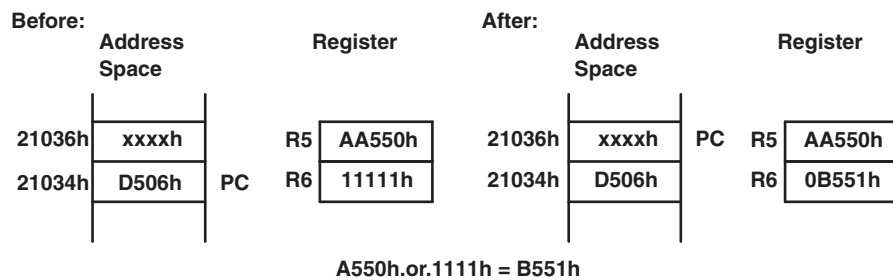 Before:
Address Space
Register
21036h xxxxh R5 AA550h
21034h D506h PC R6 11111h
After:
Address Space
Register
21036h xxxxh PC R5 AA550h
21034h D506h R6 0B551h
A550h.or.1111h = B551h